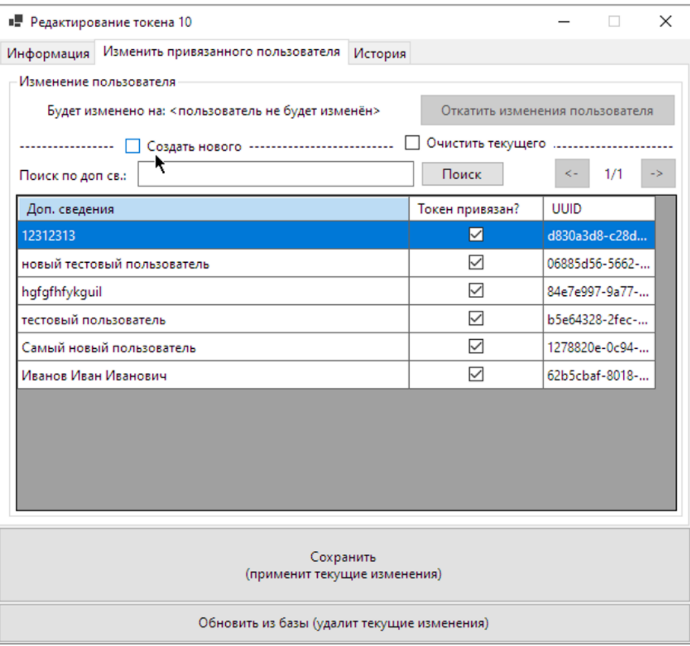 Редактирование токена 10
Информация Изменить привязанного пользователя История
Изменение пользователя
Будет изменено на: <пользователь не будет изменён> Откатить изменения пользователя
---------------- Создать нового ------------------------ Очистить текущего --------------------
Поиск по доп св.: Поиск <- 1/1 ->
Доп. сведения Токен привязан? UUID
12312313 d830a3d8-c28d...
новый тестовый пользователь 06885d56-5662-...
hgfgfhfykguil 84e7e997-9a77-...
тестовый пользователь b5e64328-2fec-...
Самый новый пользователь 1278820e-0c94-...
Иванов Иван Иванович 62b5cbaf-8018-...
Сохранить
(применит текущие изменения)
Обновить из базы (удалит текущие изменения)